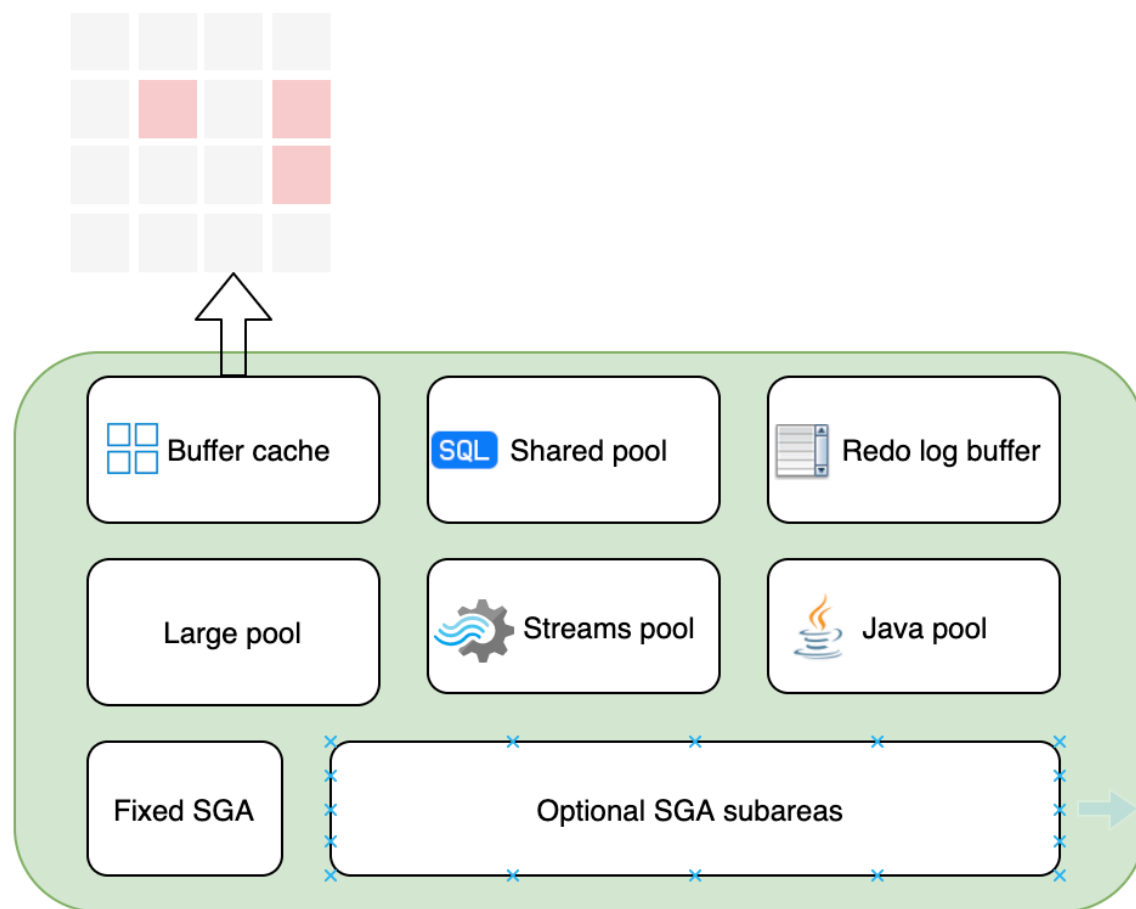 Buffer cache
SQL
Shared pool
Redo log buffer
Large pool
Streams pool
Java pool
Fixed SGA
Optional SGA subareas